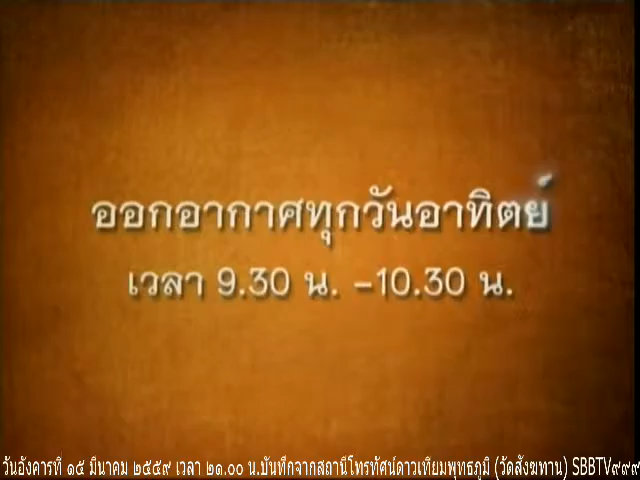 ออกอากาศทุกวันอาทิตย์
เวลา 9.30 น. -10.30 น.
วันอังคารที่ ๑๕ มีนาคม ๒๕๕๙ เวลา ๒๑.๐๐ น.บันทึกจากสถานีโทรทัศน์ดาวเทียมพุทธภูมิ (วัดสังฆทาน) SBBTV๙๙๙